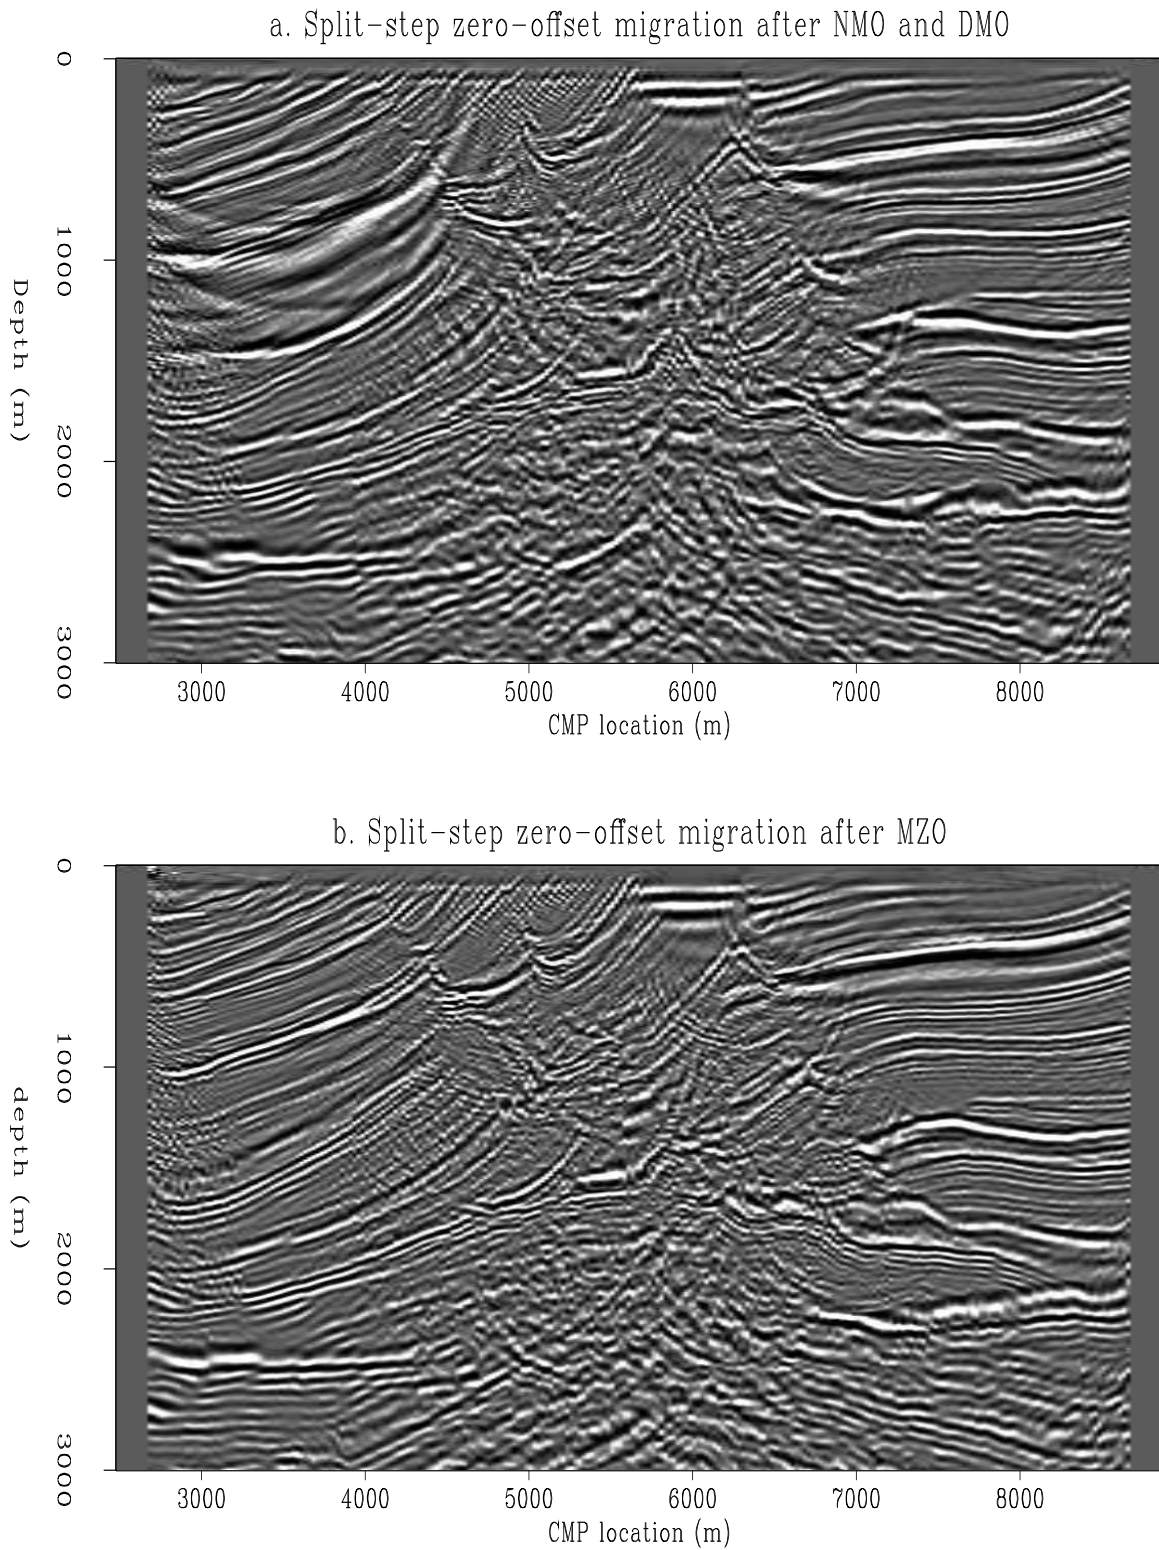 a. Split-step zero-offset migration after NMO and DMO
0
1000
2000
3000
Depth (m)
3000 4000 5000 6000 7000 8000
CMP location (m)
b. Split-step zero-offset migration after MZO
0
1000
2000
3000
depth (m)
3000 4000 5000 6000 7000 8000
CMP location (m)